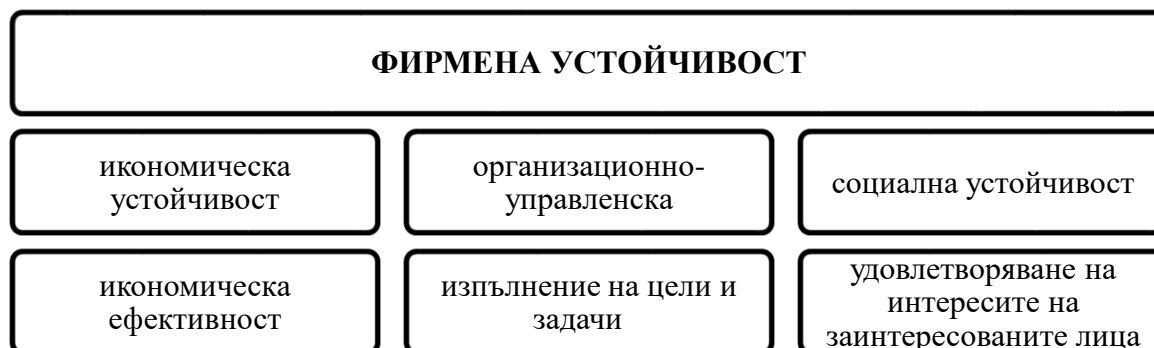 ФИРМЕНА УСТОЙЧИВОСТ
икономическа
устойчивост
организационно-
управленска
социална устойчивост
икономическа
ефективност
изпълнение на цели и
задачи
удовлетворяване на
интересите на
заинтересованите лица